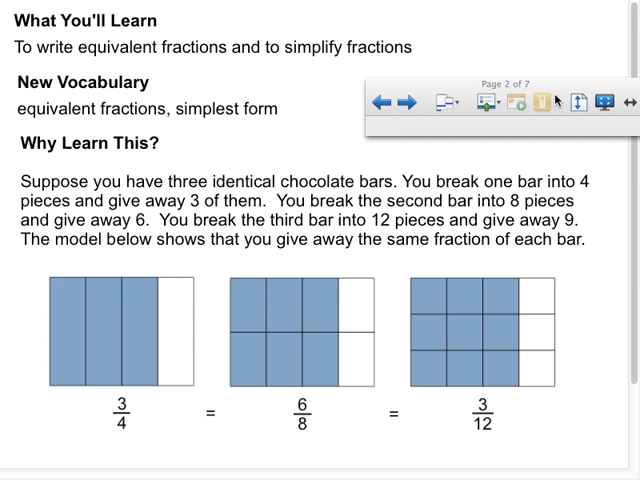 What You'll Learn
To write equivalent fractions and to simplify fractions
New Vocabulary
Page 2 of 7
equivalent fractions, simplest form
Why Learn This?
Suppose you have three identical chocolate bars. You break one bar into 4
pieces and give away 3 of them.  You break the second bar into 8 pieces
and give away 6.  You break the third bar into 12 pieces and give away 9.
The model below shows that you give away the same fraction of each bar.
3/4 = 6/8 = 3/12